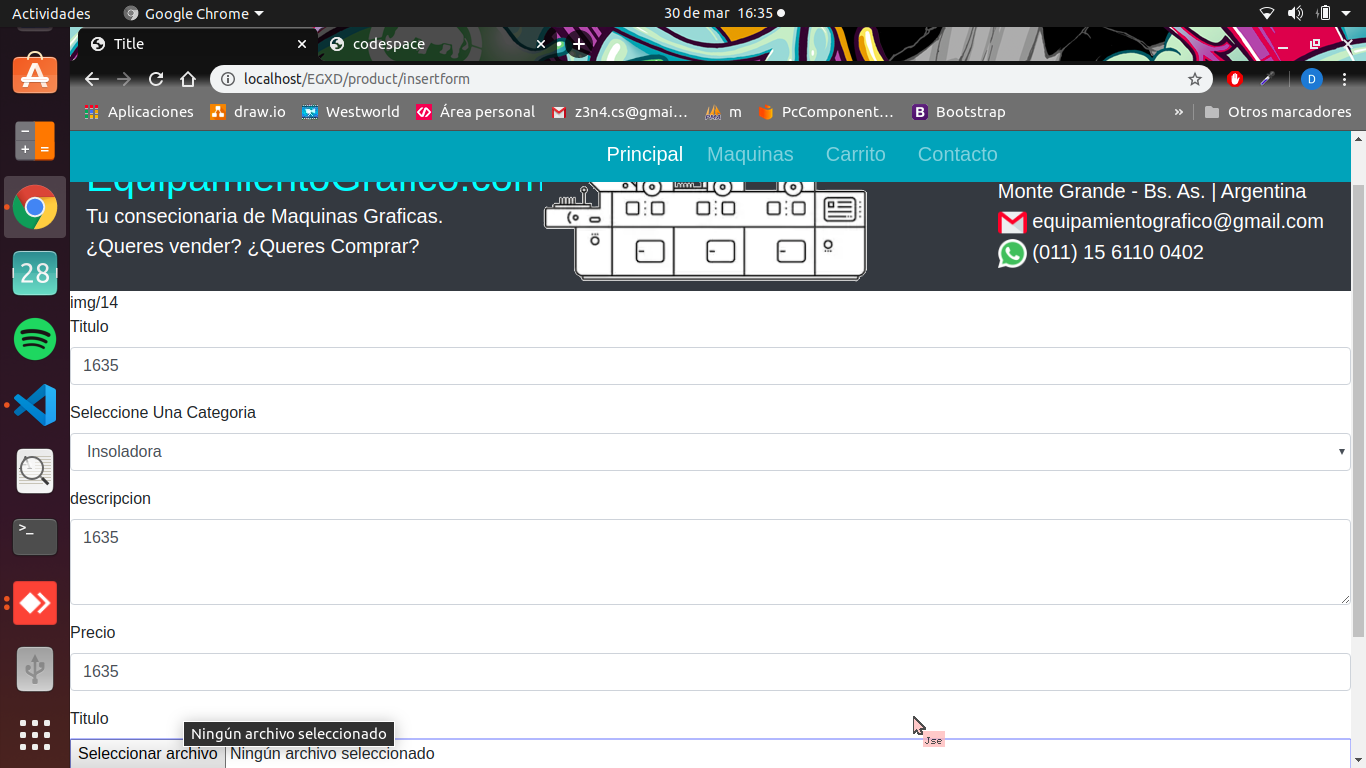 Actividades
Google Chrome
30 de mar 16:35
Title
codespace
localhost/EGXD/product/insertform
D
Aplicaciones
draw.io
Westworld
Área personal
z3n4.cs@gmai...
m
PcComponent...
B
Bootstrap
»
Otros marcadores
28
>_
Principal
Maquinas
Carrito
Contacto
EquipamientoGrafico.com
Tu consecionaria de Maquinas Graficas.
¿Queres vender? ¿Queres Comprar?
Monte Grande - Bs. As. | Argentina
equipamientografico@gmail.com
(011) 15 6110 0402
img/14
Titulo
1635
Seleccione Una Categoria
Insoladora
descripcion
1635
Precio
1635
Titulo
Ningún archivo seleccionado
Seleccionar archivo
Ningún archivo seleccionado
Jse